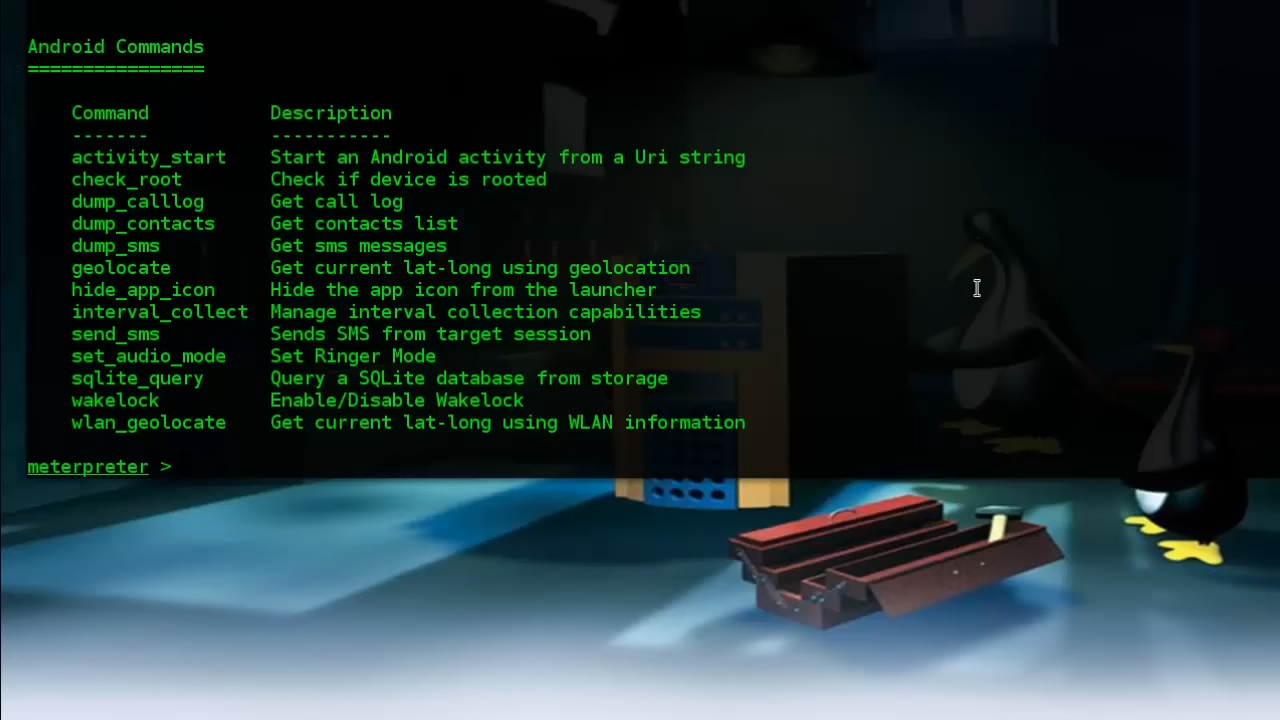 Android Commands
================
Command Description
------- -----------
activity_start Start an Android activity from a Uri string
check_root Check if device is rooted
dump_calllog Get call log
dump_contacts Get contacts list
dump_sms Get sms messages
geolocate Get current lat-long using geolocation
hide_app_icon Hide the app icon from the launcher
interval_collect Manage interval collection capabilities
send_sms Sends SMS from target session
set_audio_mode Set Ringer Mode
sqlite_query Query a SQLite database from storage
wakelock Enable/Disable Wakelock
wlan_geolocate Get current lat-long using WLAN information
meterpreter >